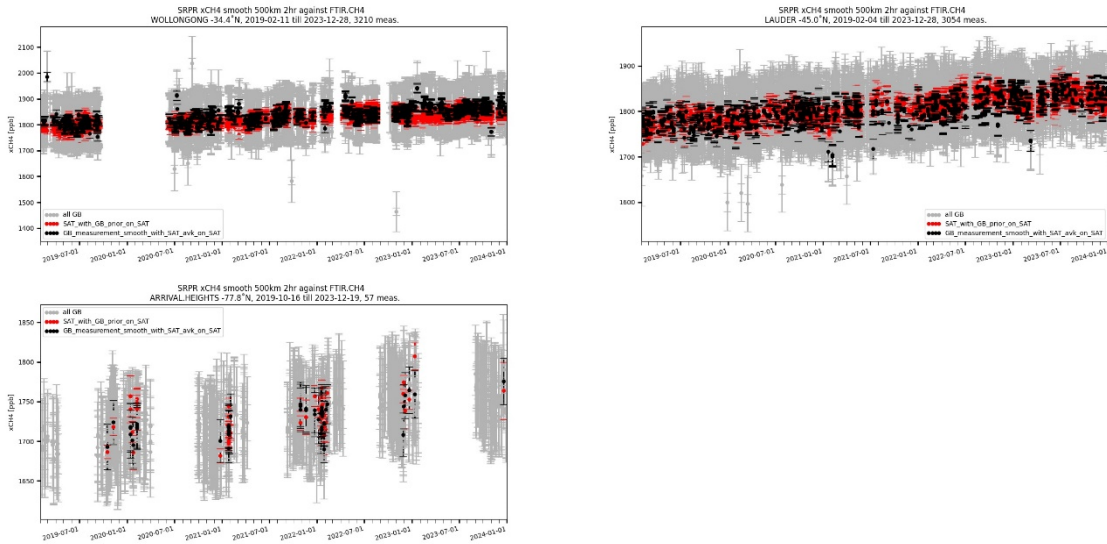 SRPR xCH4 smooth 500km 2hr against FTIR.CH4
WOLLONGONG -34.4°N, 2019-02-11 till 2023-12-28, 3210 meas.
xCH4 [ppb]
2100
2000
1900
1800
1700
1600
1500
1400
all GB
SAT_with_GB_prior_on_SAT
GB_measurement_smooth_with_SAT_avk_on_SAT
2019-07-01
2020-01-01
2020-07-01
2021-01-01
2021-07-01
2022-01-01
2022-07-01
2023-01-01
2023-07-01
2024-01-01
SRPR xCH4 smooth 500km 2hr against FTIR.CH4
LAUDER -45.0°N, 2019-02-04 till 2023-12-28, 3054 meas.
xCH4 [ppb]
1900
1800
1700
1600
all GB
SAT_with_GB_prior_on_SAT
GB_measurement_smooth_with_SAT_avk_on_SAT
2019-07-01
2020-01-01
2020-07-01
2021-01-01
2021-07-01
2022-01-01
2022-07-01
2023-01-01
2023-07-01
2024-01-01
SRPR xCH4 smooth 500km 2hr against FTIR.CH4
ARRIVAL.HEIGHTS -77.8°N, 2019-10-16 till 2023-12-19, 57 meas.
xCH4 [ppb]
1850
1800
1750
1700
1650
all GB
SAT_with_GB_prior_on_SAT
GB_measurement_smooth_with_SAT_avk_on_SAT
2019-07-01
2020-01-01
2020-07-01
2021-01-01
2021-07-01
2022-01-01
2022-07-01
2023-01-01
2023-07-01
2024-01-01